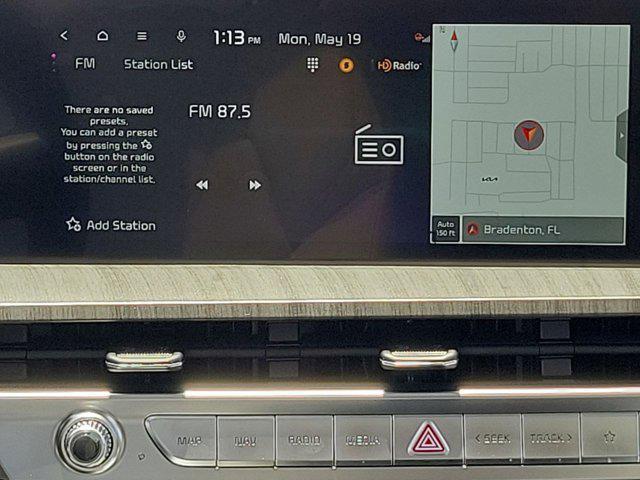 1:13 PM Mon, May 19
FM Station List
HD Radio
There are no saved
presets.
You can add a preset
by pressing the
button on the radio
screen or in the
station/channel list.
FM 87.5
Add Station
N
KIA
Auto
150 ft
Bradenton, FL
MAP NAV RADIO MEDIA < SEEK TRACK >